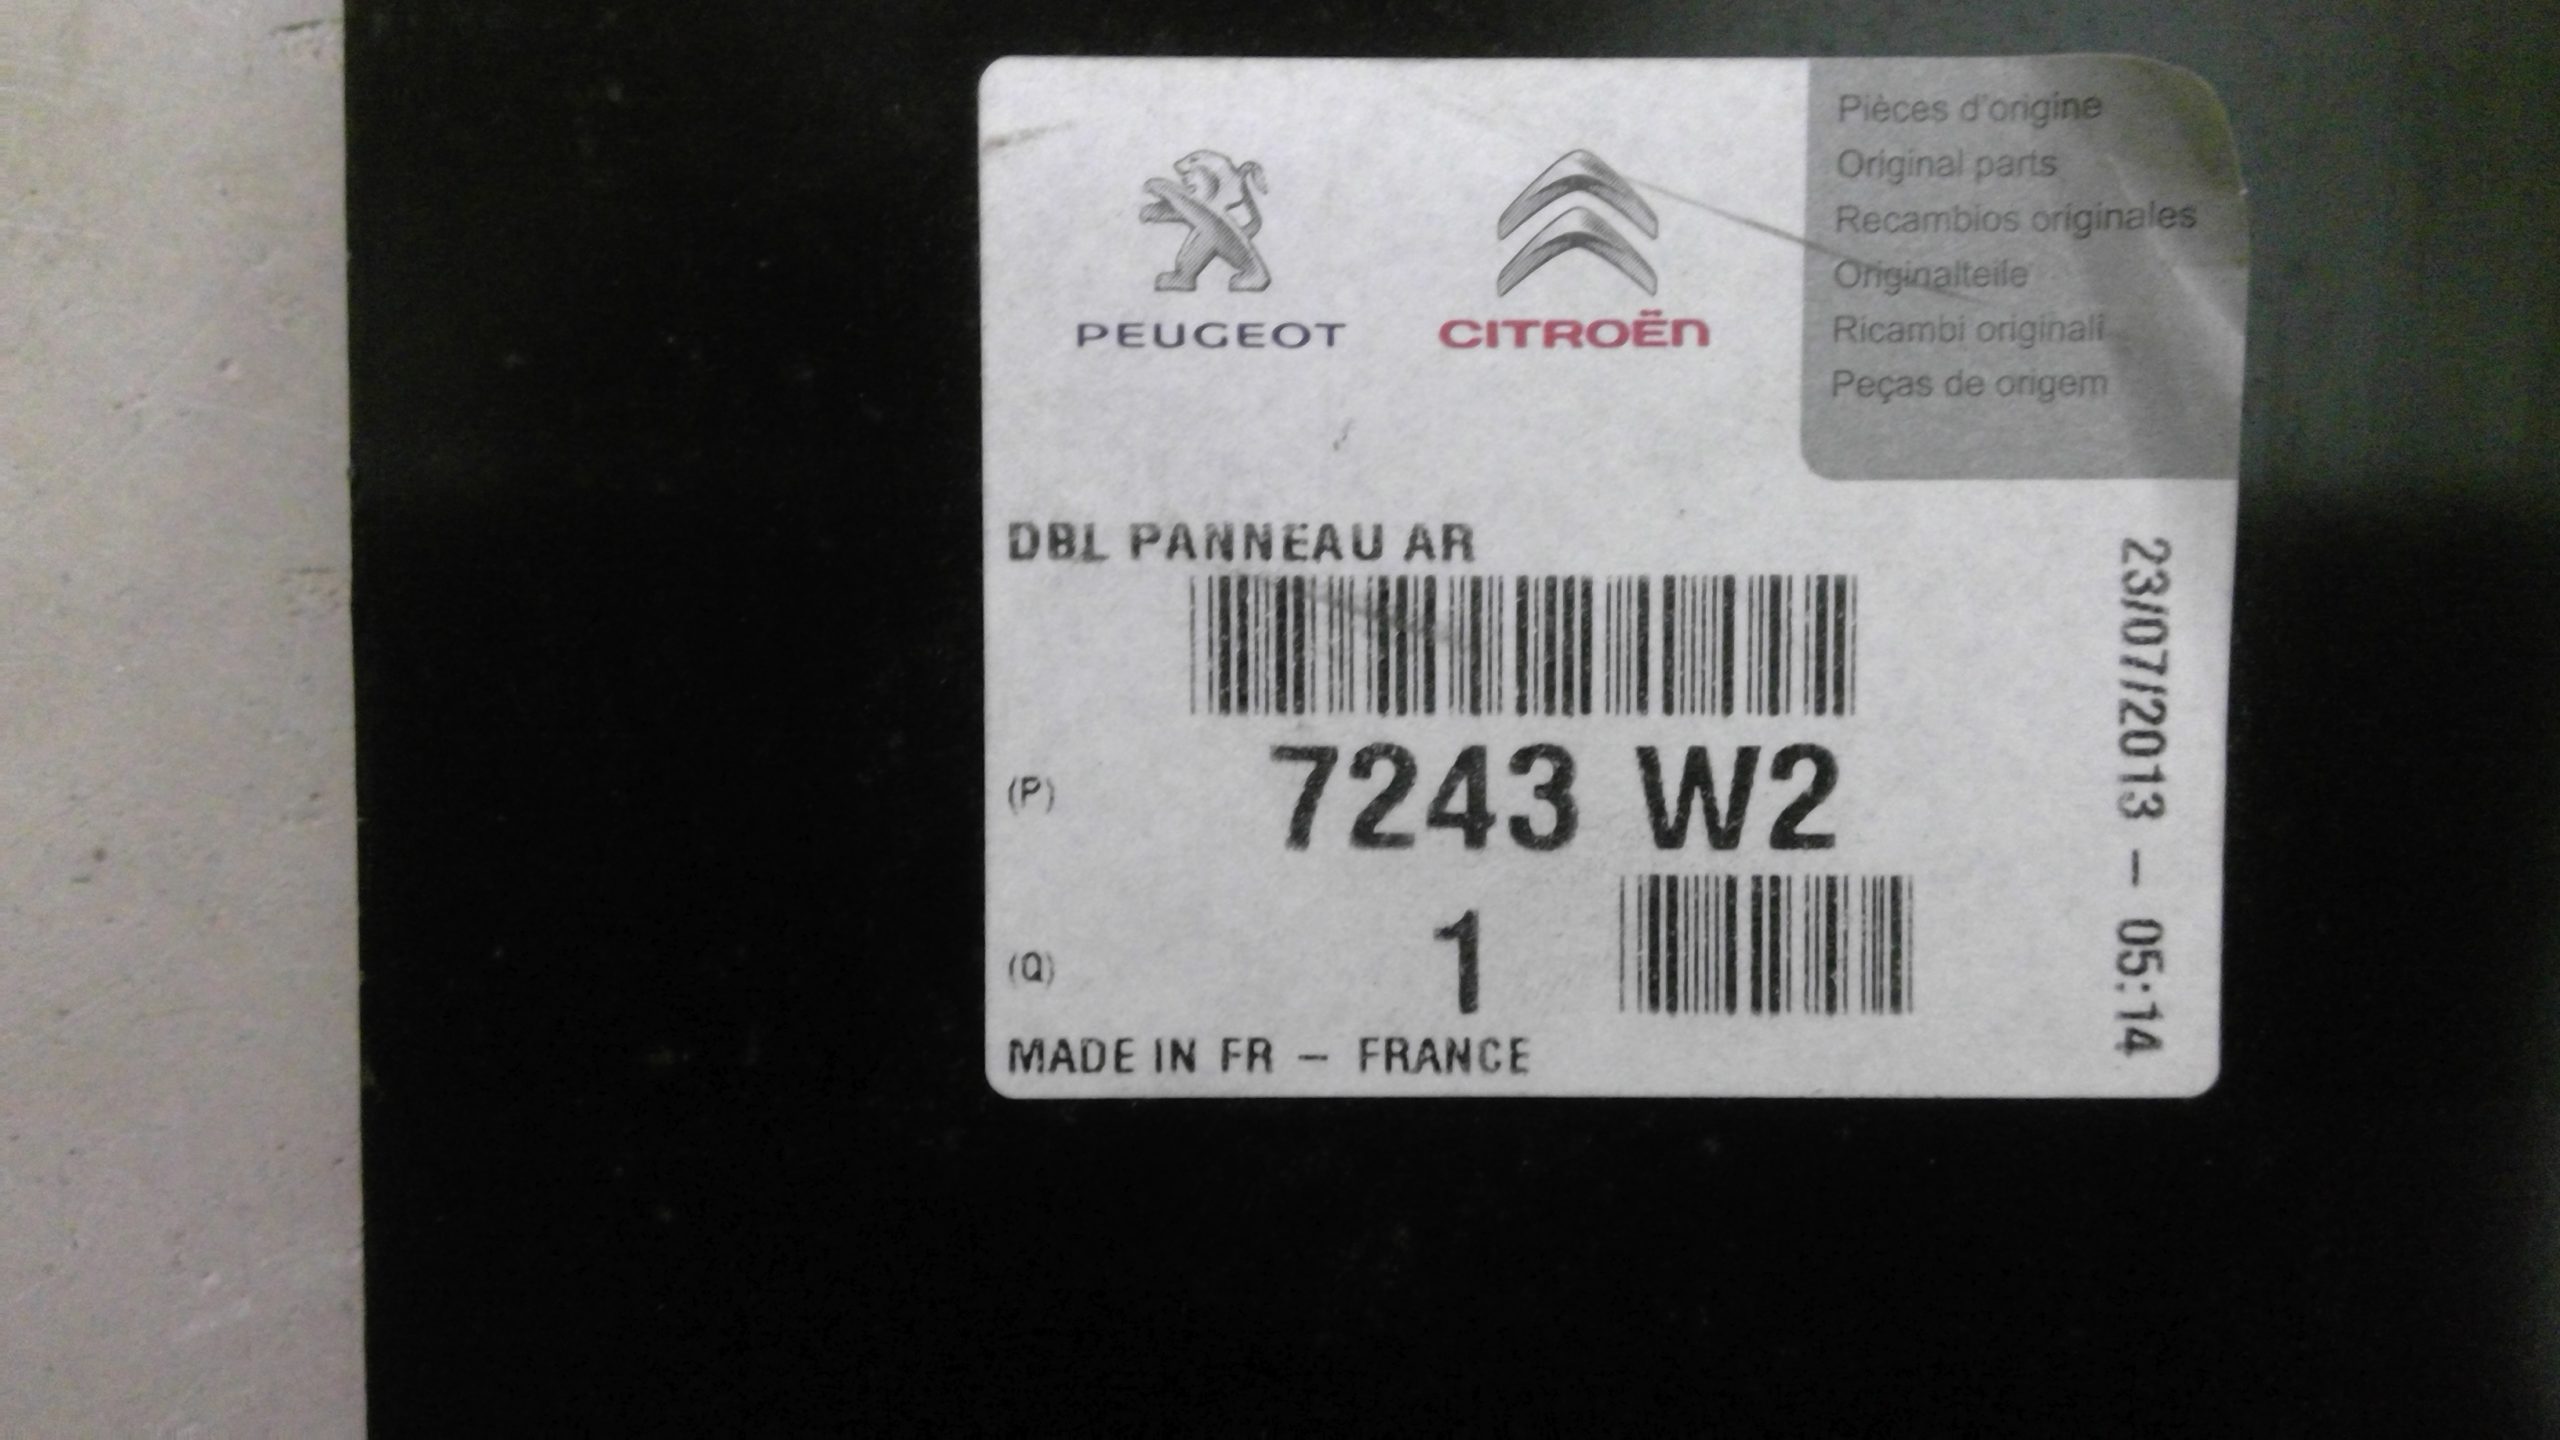 PEUGEOT
CITROËN
Pièces d'origine
Original parts
Recambios originales
Originalteile
Ricambi originali
Peças de origem
DBL PANNEAU AR
(P) 7243 W2
(Q) 1
MADE IN FR – FRANCE
23/07/2013 – 05:14